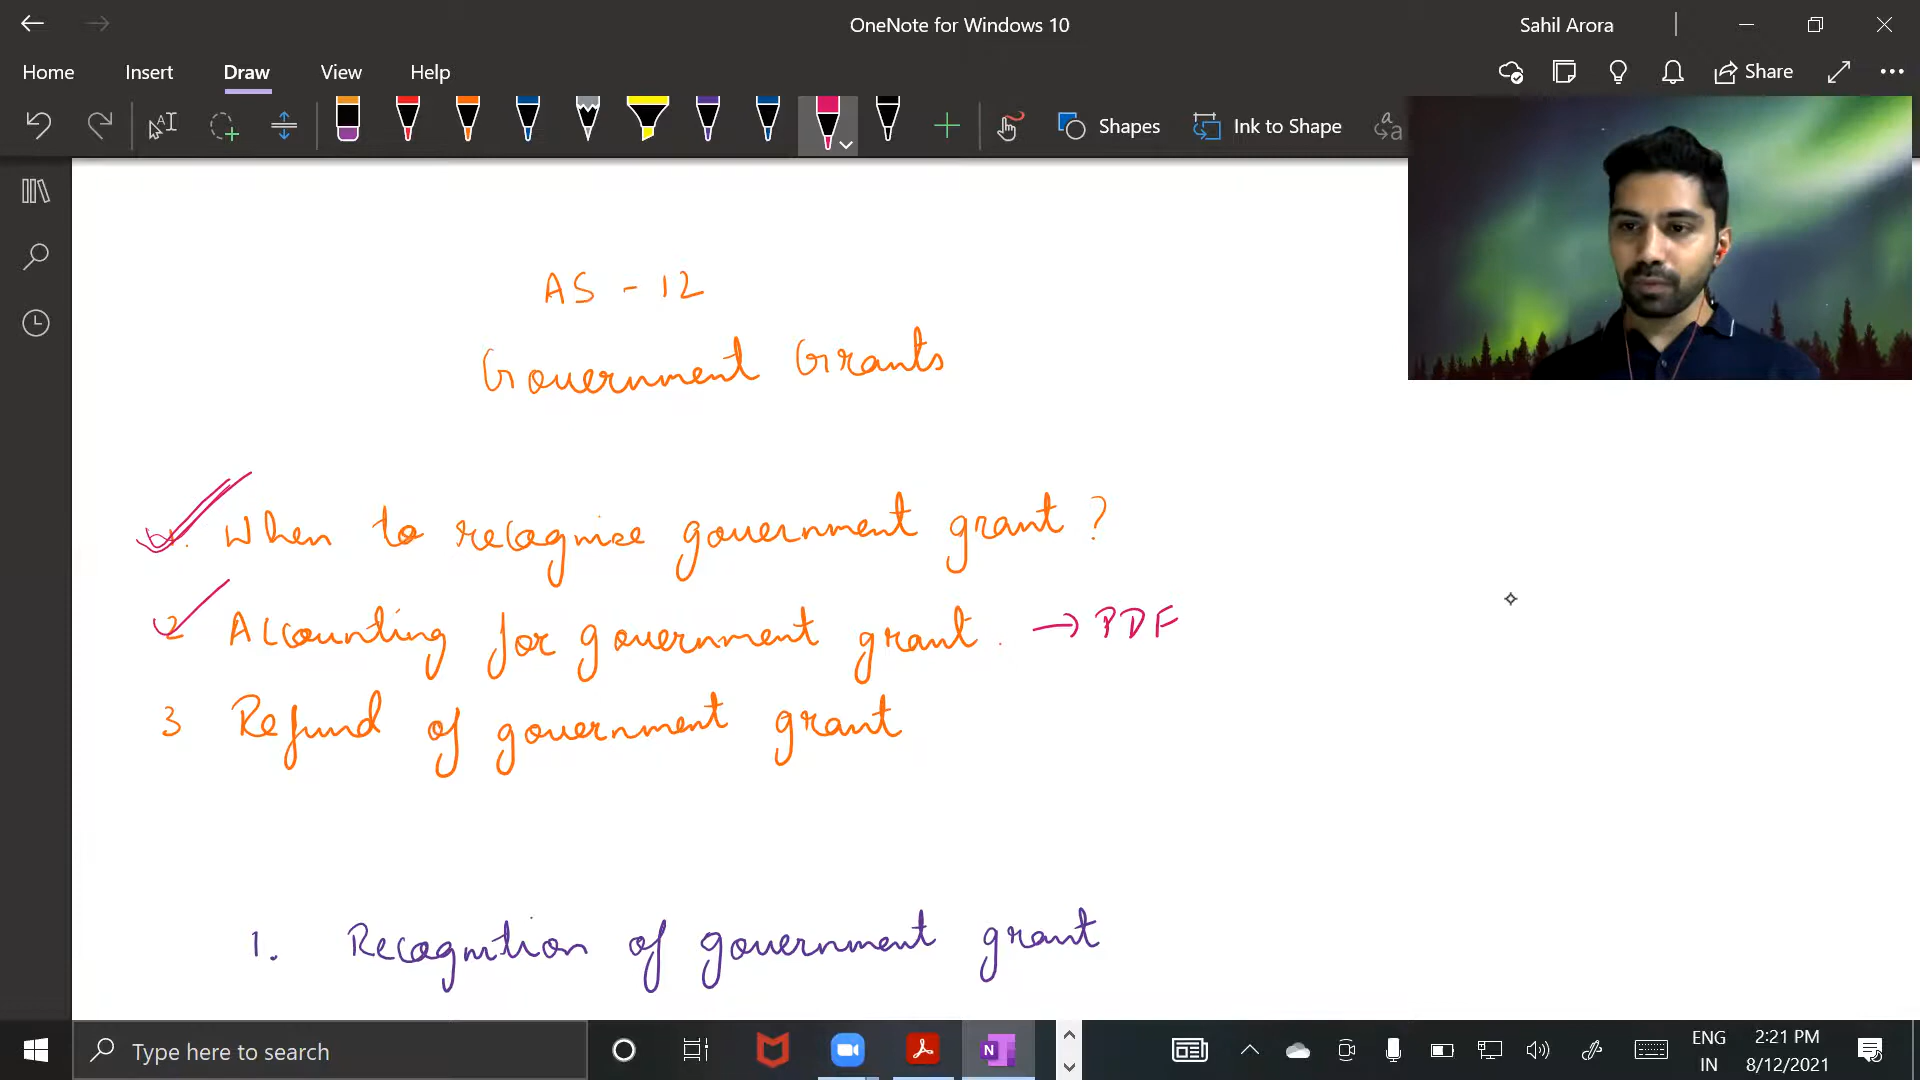 OneNote for Windows 10
Sahil Arora
Home Insert Draw View Help
Share
Shapes
Ink to Shape
AS - 12
Government Grants
1. When to recognise government grant?
2 Accounting for government grant. → PDF
3 Refund of government grant
1. Recognition of government grant
Type here to search
ENG
IN
2:21 PM
8/12/2021